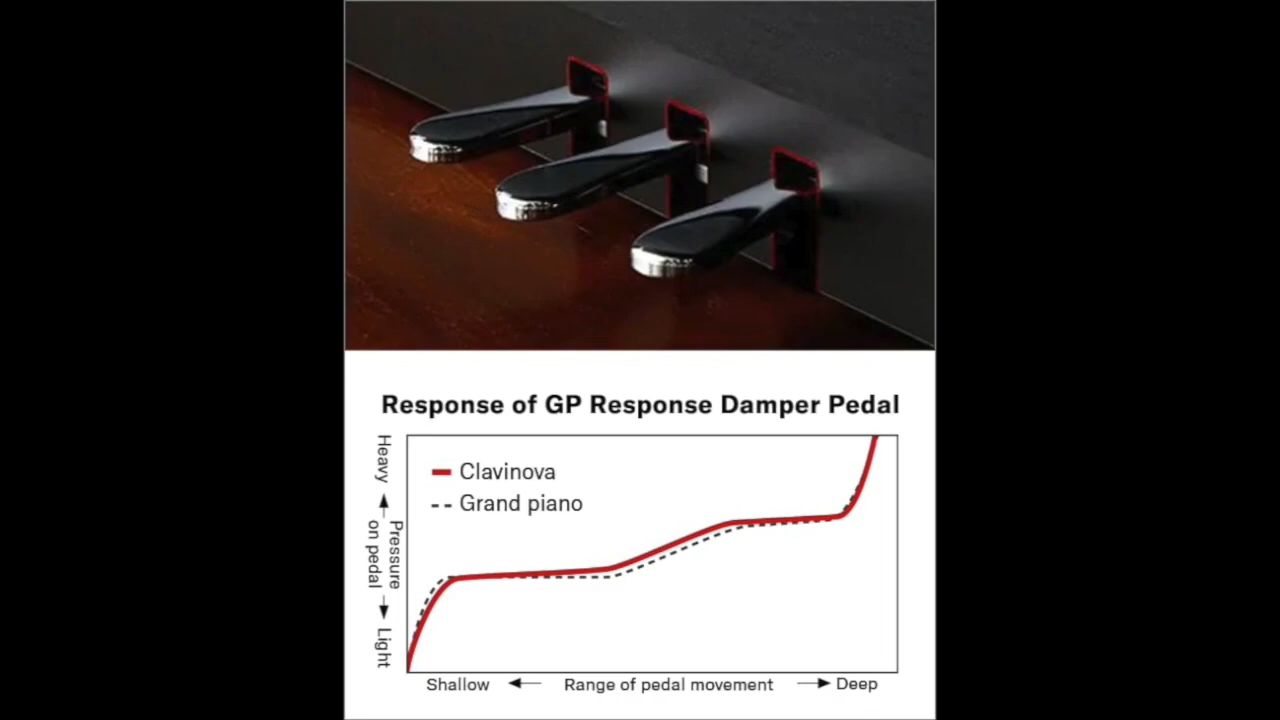 Response of GP Response Damper Pedal
Clavinova
Grand piano
Heavy
Pressure
on pedal
Light
Shallow
Range of pedal movement
Deep